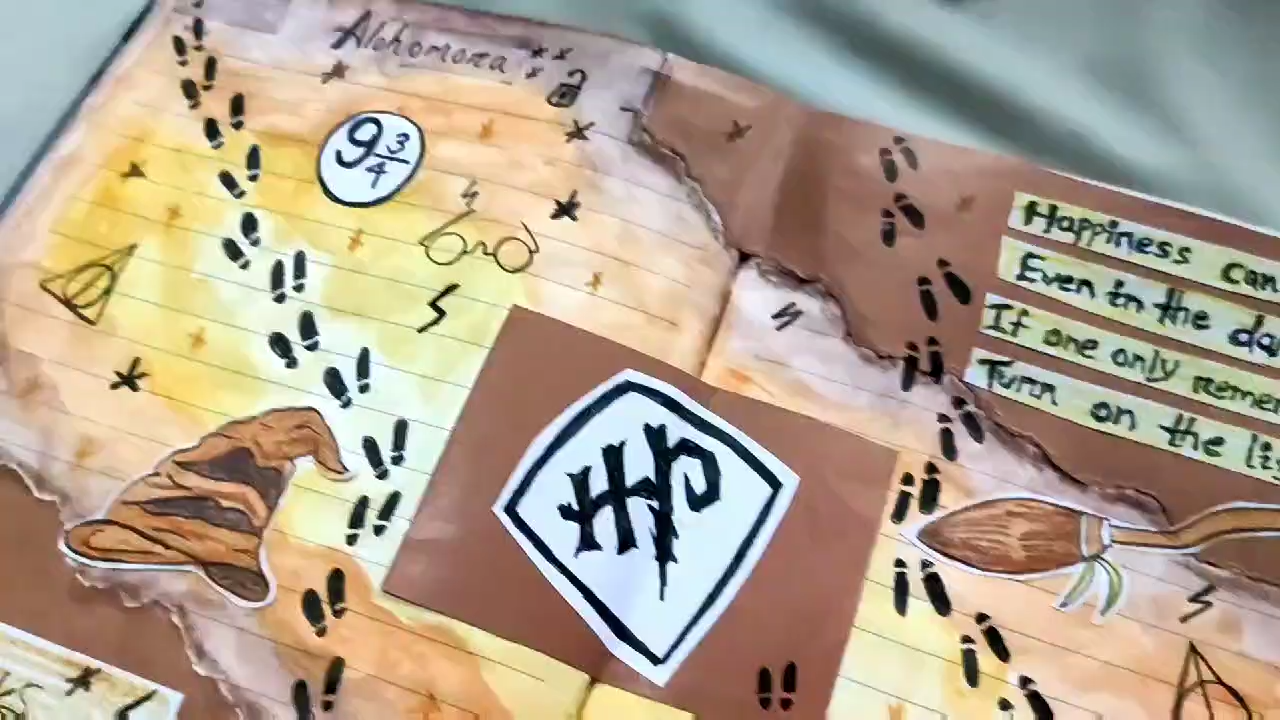 Alohomora
9 3/4
Happiness can
Even in the da
If one only remem
Turn on the li
HP